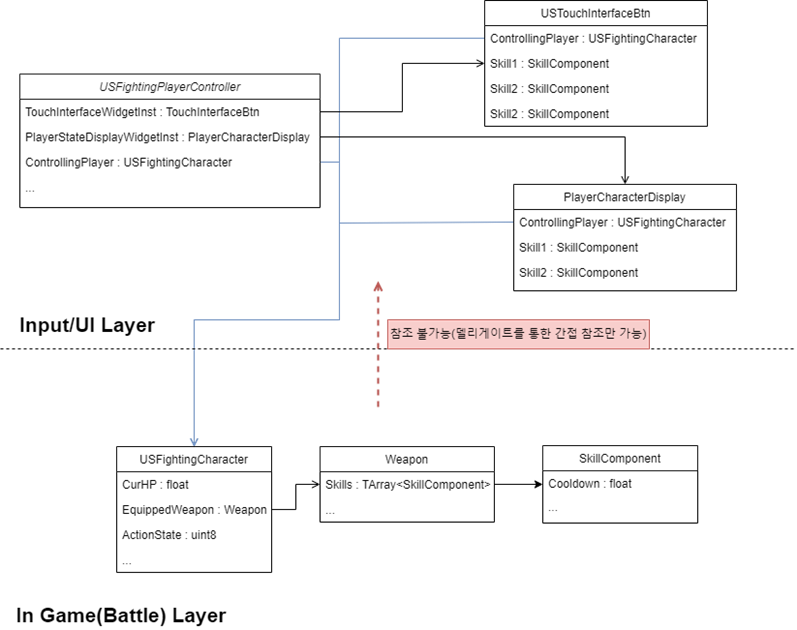 USTouchInterfaceBtn
ControllingPlayer : USFightingCharacter
Skill1 : SkillComponent
Skill2 : SkillComponent
Skill2 : SkillComponent
USFightingPlayerController
TouchInterfaceWidgetInst : TouchInterfaceBtn
PlayerStateDisplayWidgetInst : PlayerCharacterDisplay
ControllingPlayer : USFightingCharacter
...
PlayerCharacterDisplay
ControllingPlayer : USFightingCharacter
Skill1 : SkillComponent
Skill2 : SkillComponent
Input/UI Layer
참조 불가능(델리게이트를 통한 간접 참조만 가능)
USFightingCharacter
CurHP : float
EquippedWeapon : Weapon
ActionState : uint8
...
Weapon
Skills : TArray<SkillComponent>
...
SkillComponent
Cooldown : float
...
In Game(Battle) Layer